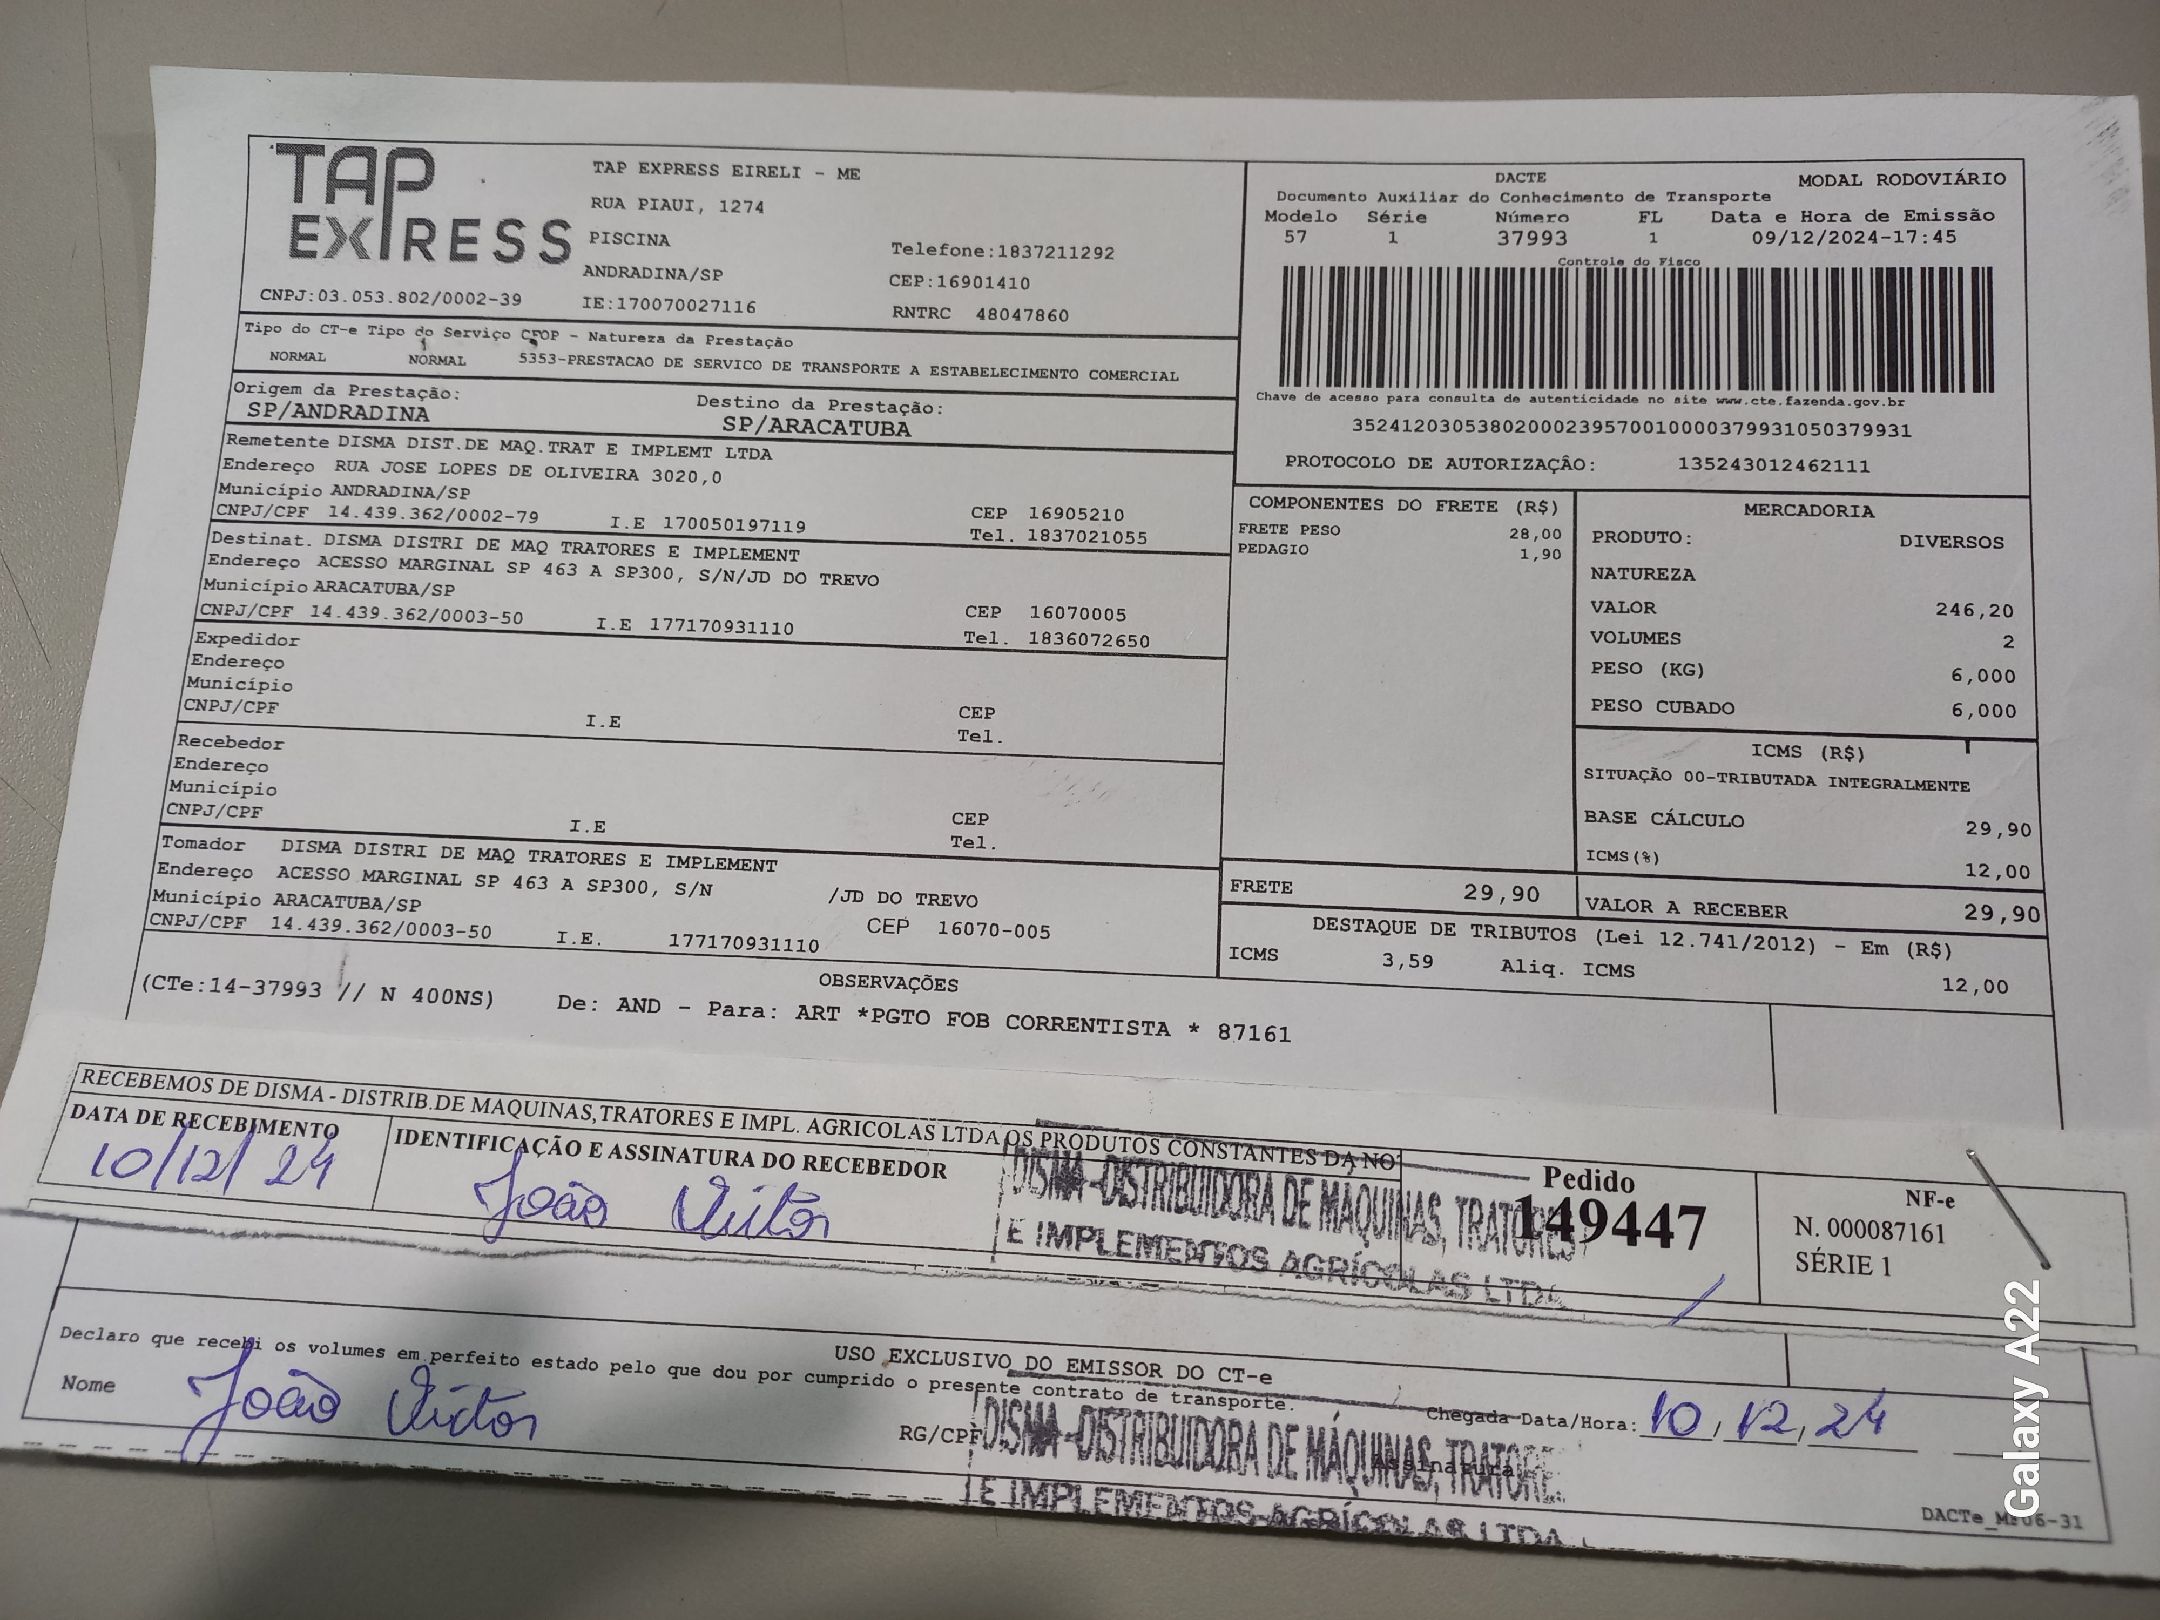 TAP EXPRESS
TAP EXPRESS EIRELI - ME
RUA PIAUI, 1274
PISCINA
ANDRADINA/SP
Telefone:1837211292
CEP:16901410
CNPJ:03.053.802/0002-39
IE:170070027116
RNTRC 48047860
DACTE
MODAL RODOVIÁRIO
Documento Auxiliar do Conhecimento de Transporte
Modelo Série Número FL Data e Hora de Emissão
57 1 37993 1 09/12/2024-17:45
Controle do Fisco
Chave de acesso para consulta de autenticidade no site www.cte.fazenda.gov.br
35241203053802000239570010000379931050379931
PROTOCOLO DE AUTORIZAÇÂO: 135243012462111
Tipo do CT-e Tipo do Serviço CFOP - Natureza da Prestação
NORMAL NORMAL 5353-PRESTACAO DE SERVICO DE TRANSPORTE A ESTABELECIMENTO COMERCIAL
Origem da Prestação: Destino da Prestação:
SP/ANDRADINA SP/ARACATUBA
Remetente DISMA DIST.DE MAQ.TRAT E IMPLEMT LTDA
Endereço RUA JOSE LOPES DE OLIVEIRA 3020,0
Município ANDRADINA/SP CEP 16905210
CNPJ/CPF 14.439.362/0002-79 I.E 170050197119 Tel. 1837021055
Destinat. DISMA DISTRI DE MAQ TRATORES E IMPLEMENT
Endereço ACESSO MARGINAL SP 463 A SP300, S/N/JD DO TREVO
Município ARACATUBA/SP CEP 16070005
CNPJ/CPF 14.439.362/0003-50 I.E 177170931110 Tel. 1836072650
Expedidor
Endereço
Município CEP
CNPJ/CPF I.E Tel.
Recebedor
Endereço
Município CEP
CNPJ/CPF I.E Tel.
Tomador DISMA DISTRI DE MAQ TRATORES E IMPLEMENT
Endereço ACESSO MARGINAL SP 463 A SP300, S/N /JD DO TREVO
Município ARACATUBA/SP CEP 16070-005
CNPJ/CPF 14.439.362/0003-50 I.E. 177170931110
COMPONENTES DO FRETE (R$)
FRETE PESO 28,00
PEDAGIO 1,90
MERCADORIA
PRODUTO: DIVERSOS
NATUREZA
VALOR 246,20
VOLUMES 2
PESO (KG) 6,000
PESO CUBADO 6,000
ICMS (R$)
SITUAÇÃO 00-TRIBUTADA INTEGRALMENTE
BASE CÁLCULO 29,90
ICMS(%) 12,00
FRETE 29,90
VALOR A RECEBER 29,90
DESTAQUE DE TRIBUTOS (Lei 12.741/2012) - Em (R$)
ICMS 3,59 Aliq. ICMS 12,00
OBSERVAÇÕES
(CTe:14-37993 // N 400NS) De: AND - Para: ART *PGTO FOB CORRENTISTA * 87161
RECEBEMOS DE DISMA - DISTRIB.DE MAQUINAS,TRATORES E IMPL. AGRICOLAS LTDA OS PRODUTOS CONSTANTES DA NO
DATA DE RECEBIMENTO IDENTIFICAÇÃO E ASSINATURA DO RECEBEDOR
10/12/24 João Victor
DISMA - DISTRIBUIDORA DE MÁQUINAS, TRATORES
E IMPLEMENTOS AGRÍCOLAS LTDA
Pedido
149447
NF-e
N. 000087161
SÉRIE 1
USO EXCLUSIVO DO EMISSOR DO CT-e
Declaro que recebi os volumes em perfeito estado pelo que dou por cumprido o presente contrato de transporte.
Nome João Victor RG/CPF Chegada Data/Hora: 10, 12, 24
DISMA - DISTRIBUIDORA DE MÁQUINAS, TRATORE
E IMPLEMENTOS AGRÍCOLAS LTDA
Assinatura
DACTe_MF06-31
Galaxy A22